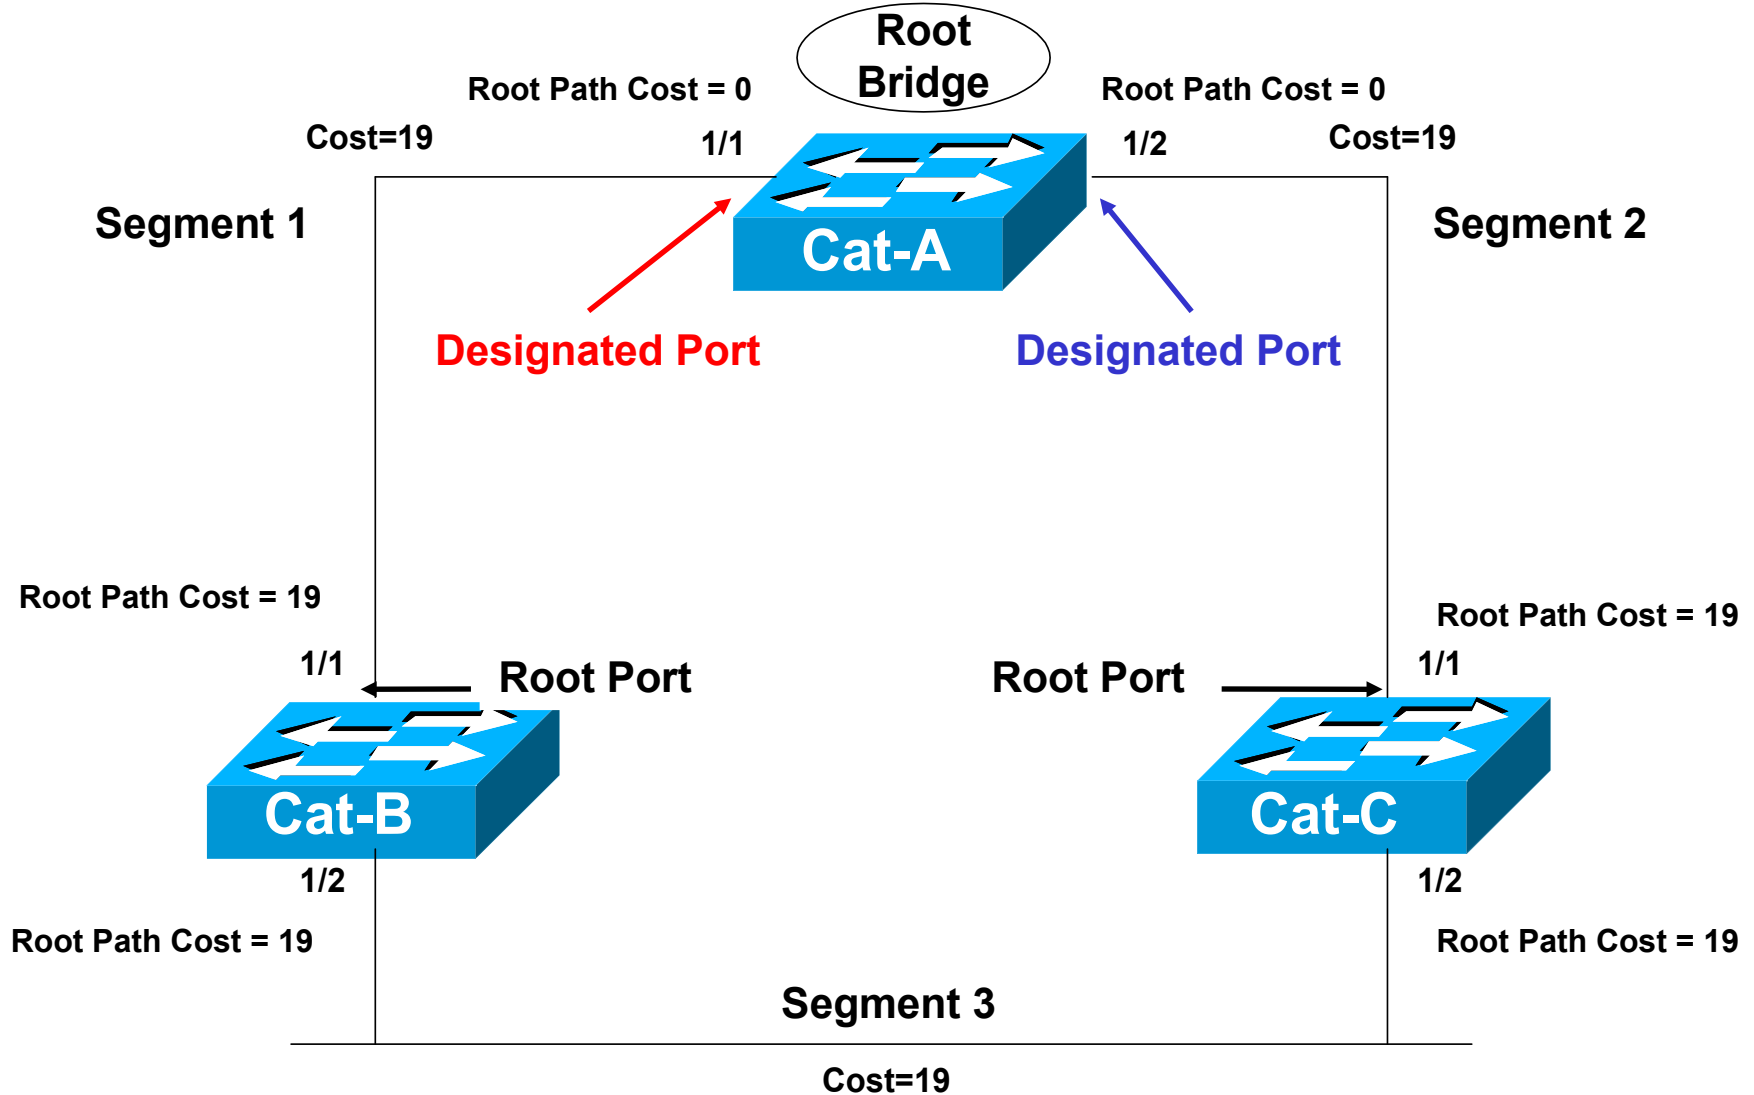 Root
Bridge
Root Path Cost = 0
Root Path Cost = 0
Cost=19
1/1
1/2
Cost=19
Segment 1
Segment 2
Cat-A
Designated Port
Designated Port
Root Path Cost = 19
Root Path Cost = 19
1/1
Root Port
Root Port
1/1
Cat-B
Cat-C
1/2
1/2
Root Path Cost = 19
Root Path Cost = 19
Segment 3
Cost=19